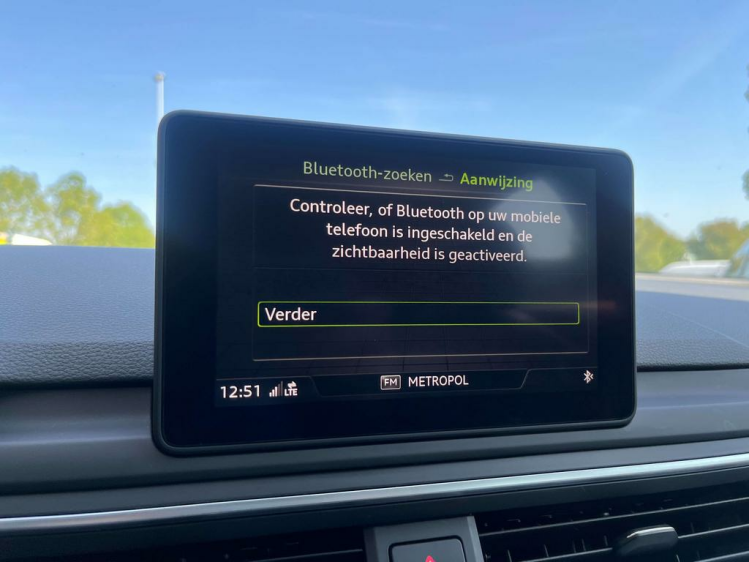 Bluetooth-zoeken Aanwijzing
Controleer, of Bluetooth op uw mobiele
telefoon is ingeschakeld en de
zichtbaarheid is geactiveerd.
Verder
12:51 LTE FM METROPOL